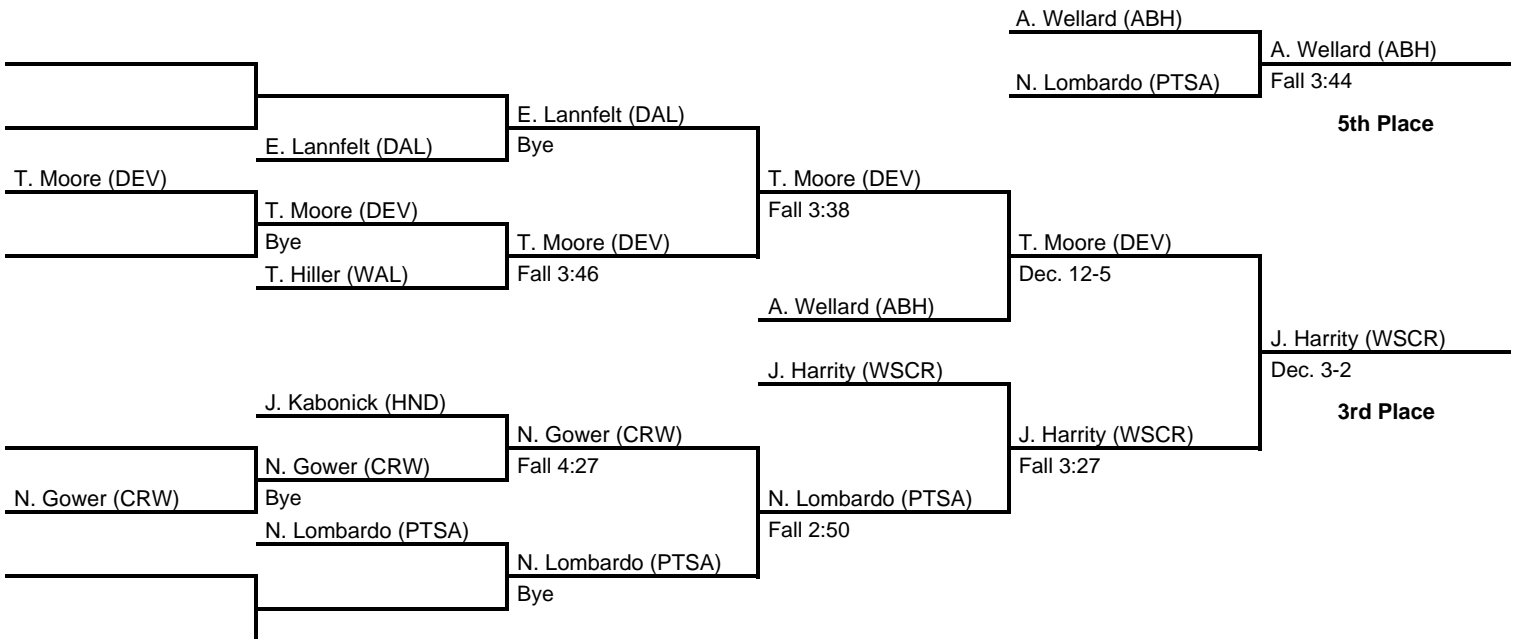 A. Wellard (ABH)
A. Wellard (ABH)
N. Lombardo (PTSA)
Fall 3:44
5th Place
E. Lannfelt (DAL)
E. Lannfelt (DAL)
Bye
T. Moore (DEV)
T. Moore (DEV)
T. Moore (DEV)
Fall 3:38
Bye
T. Moore (DEV)
T. Moore (DEV)
T. Hiller (WAL)
Fall 3:46
Dec. 12-5
A. Wellard (ABH)
J. Harrity (WSCR)
J. Harrity (WSCR)
Dec. 3-2
J. Kabonick (HND)
3rd Place
N. Gower (CRW)
J. Harrity (WSCR)
N. Gower (CRW)
Fall 4:27
Fall 3:27
N. Gower (CRW)
Bye
N. Lombardo (PTSA)
N. Lombardo (PTSA)
Fall 2:50
N. Lombardo (PTSA)
Bye